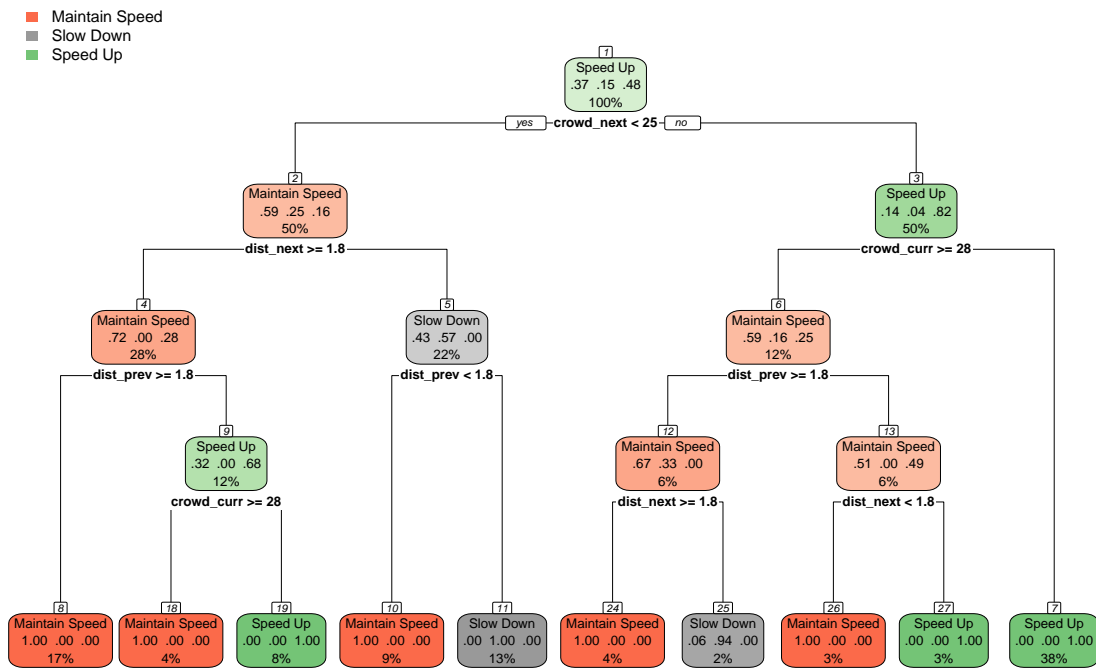 Maintain Speed
Slow Down
Speed Up
1
Speed Up
.37 .15 .48
100%
yes crowd_next < 25 no
2
Maintain Speed
.59 .25 .16
50%
dist_next >= 1.8
3
Speed Up
.14 .04 .82
50%
crowd_curr >= 28
4
Maintain Speed
.72 .00 .28
28%
dist_prev >= 1.8
5
Slow Down
.43 .57 .00
22%
dist_prev < 1.8
6
Maintain Speed
.59 .16 .25
12%
dist_prev >= 1.8
9
Speed Up
.32 .00 .68
12%
crowd_curr >= 28
12
Maintain Speed
.67 .33 .00
6%
dist_next >= 1.8
13
Maintain Speed
.51 .00 .49
6%
dist_next < 1.8
8
Maintain Speed
1.00 .00 .00
17%
18
Maintain Speed
1.00 .00 .00
4%
19
Speed Up
.00 .00 1.00
8%
10
Maintain Speed
1.00 .00 .00
9%
11
Slow Down
.00 1.00 .00
13%
24
Maintain Speed
1.00 .00 .00
4%
25
Slow Down
.06 .94 .00
2%
26
Maintain Speed
1.00 .00 .00
3%
27
Speed Up
.00 .00 1.00
3%
7
Speed Up
.00 .00 1.00
38%